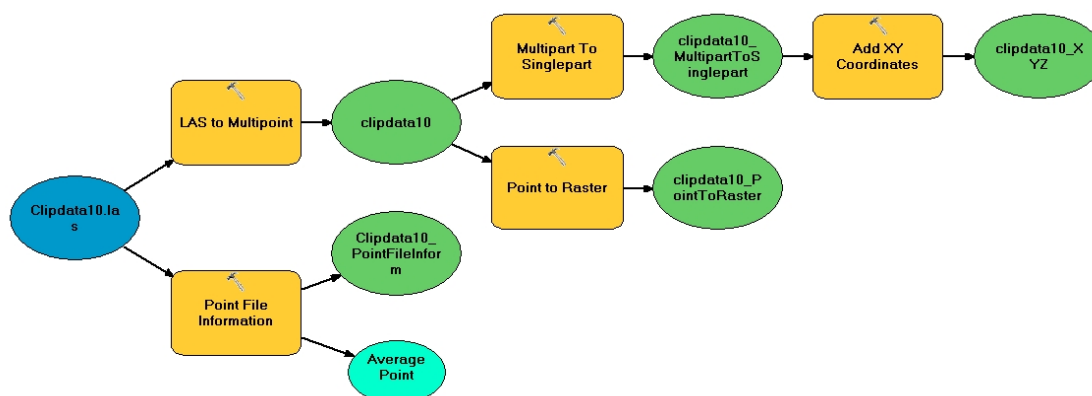 Multipart To
Singlepart
clipdata10_
MultipartToS
inglepart
Add XY
Coordinates
clipdata10_X
YZ
LAS to Multipoint
clipdata10
Point to Raster
clipdata10_P
ointToRaster
Clipdata10.la
s
Clipdata10_
PointFileInfor
m
Point File
Information
Average
Point